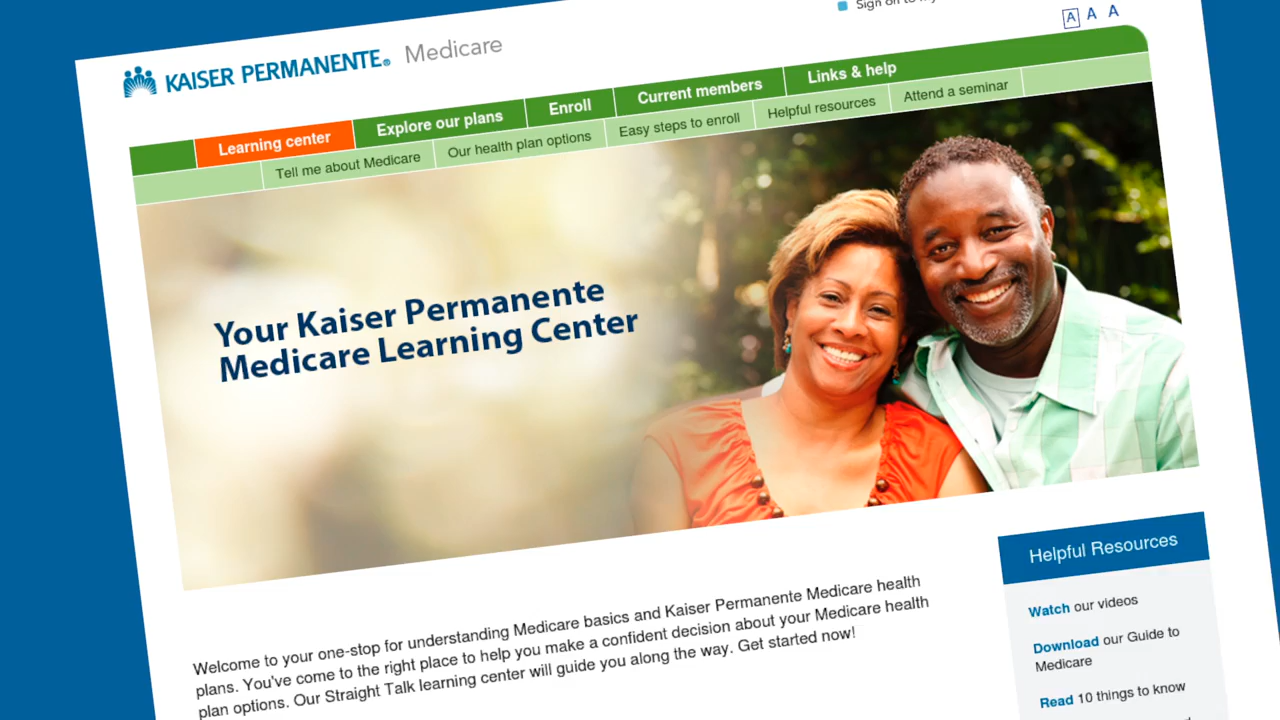 Sign on to my
A A A
KAISER PERMANENTE® Medicare
Learning center Explore our plans Enroll Current members Links & help
Tell me about Medicare Our health plan options Easy steps to enroll Helpful resources Attend a seminar
Your Kaiser Permanente
Medicare Learning Center
Welcome to your one-stop for understanding Medicare basics and Kaiser Permanente Medicare health
plans. You've come to the right place to help you make a confident decision about your Medicare health
plan options. Our Straight Talk learning center will guide you along the way. Get started now!
Helpful Resources
Watch our videos
Download our Guide to
Medicare
Read 10 things to know